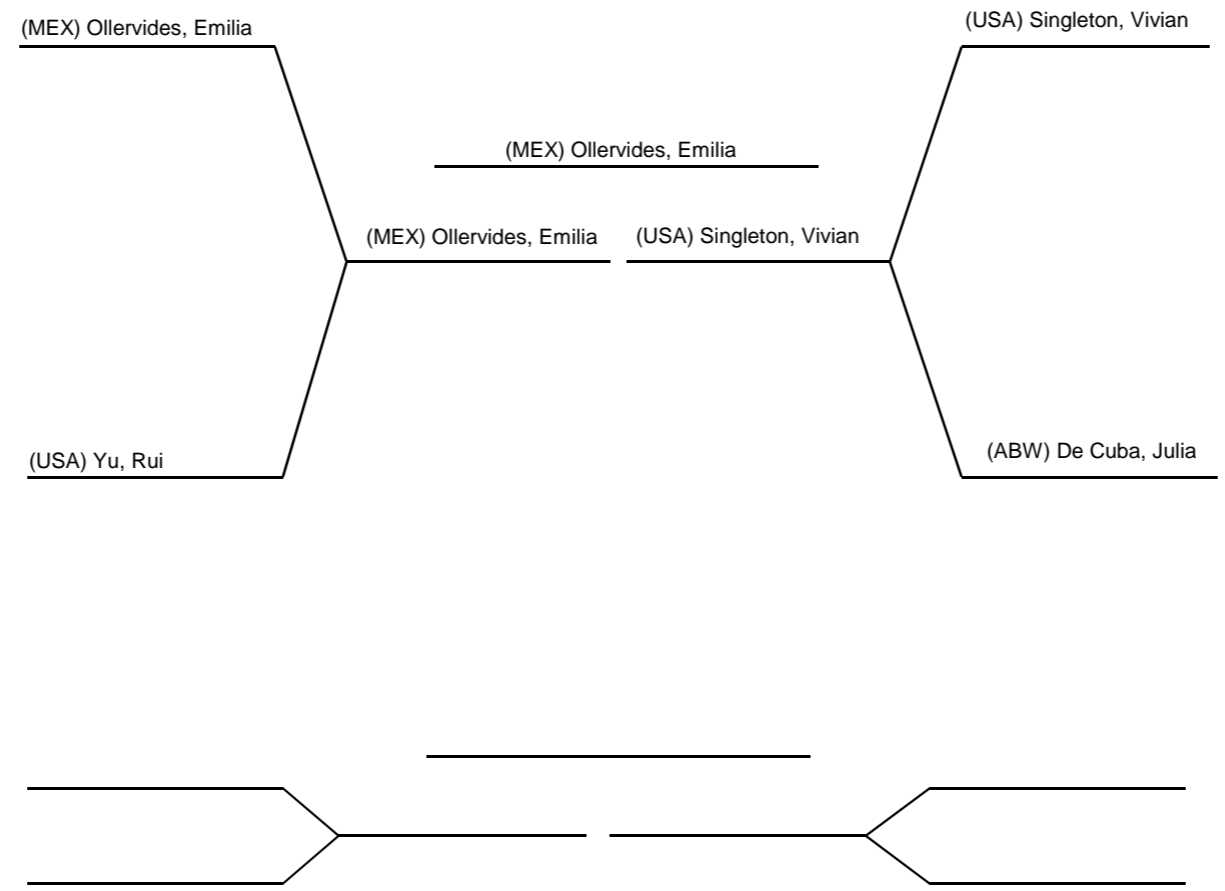 (MEX) Ollervides, Emilia
(USA) Singleton, Vivian
(MEX) Ollervides, Emilia
(MEX) Ollervides, Emilia
(USA) Singleton, Vivian
(USA) Yu, Rui
(ABW) De Cuba, Julia